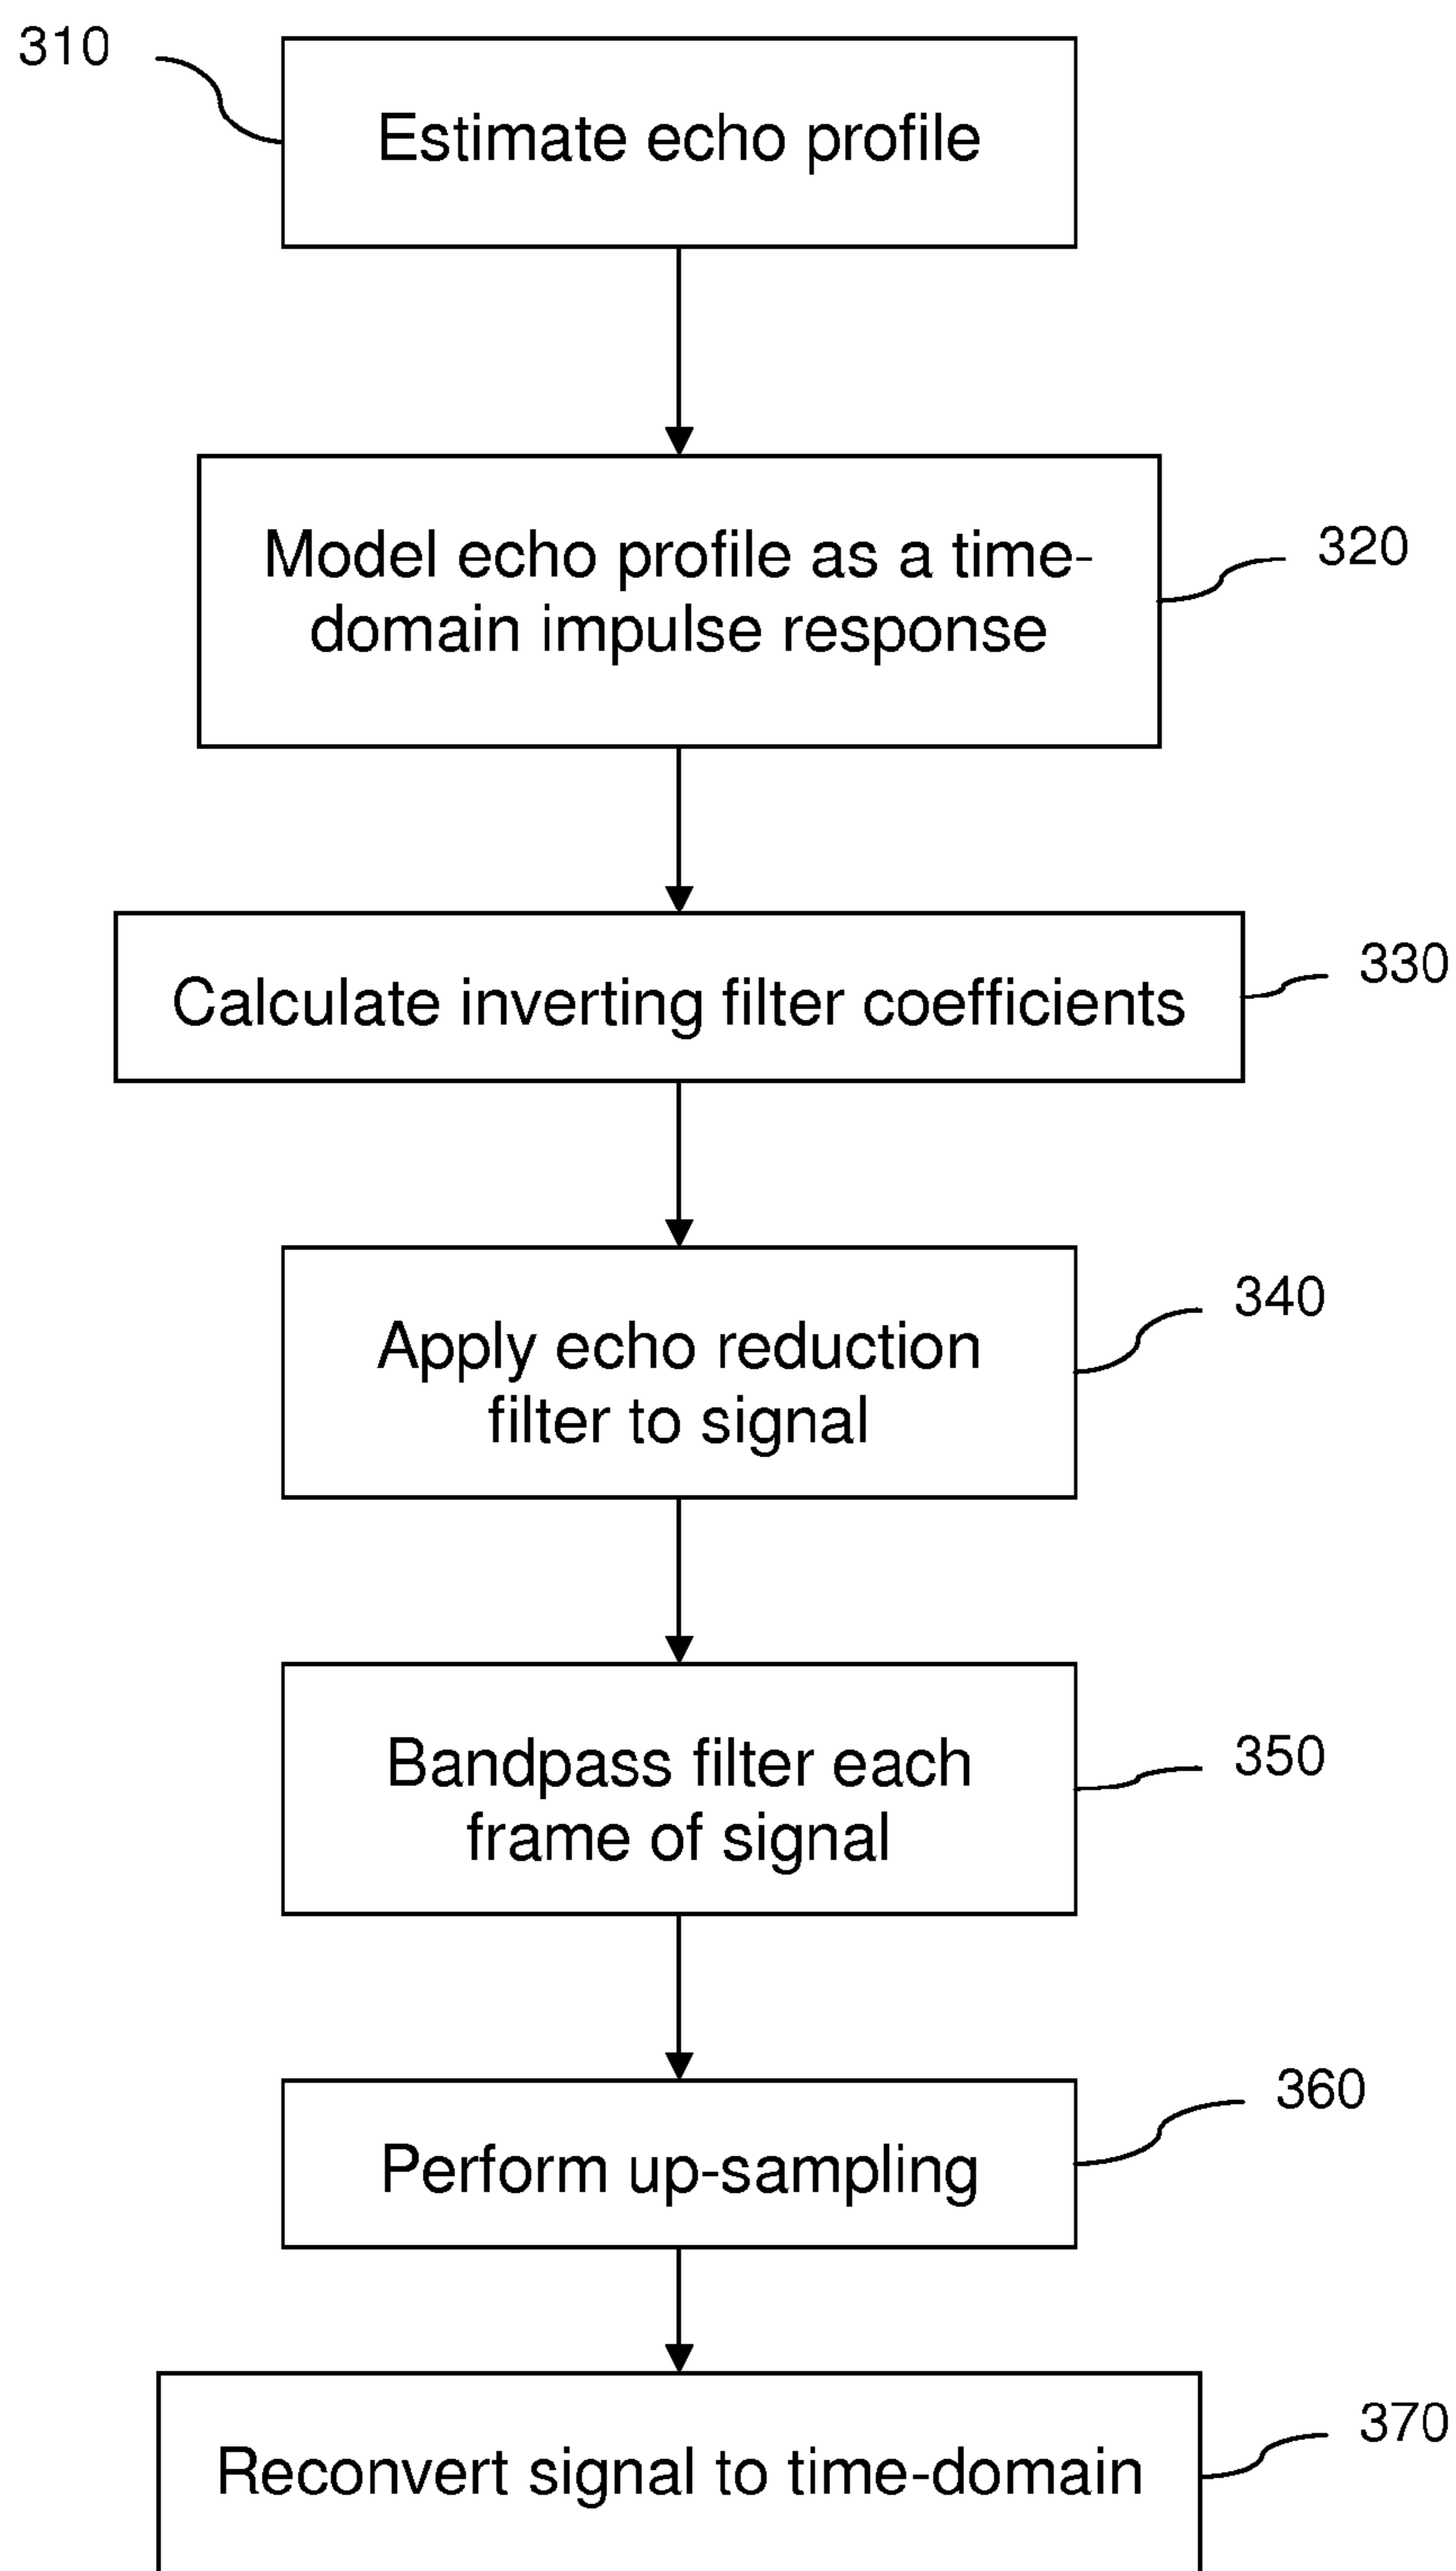 310
Estimate echo profile
Model echo profile as a time-
domain impulse response
320
Calculate inverting filter coefficients
330
Apply echo reduction
filter to signal
340
Bandpass filter each
frame of signal
350
Perform up-sampling
360
Reconvert signal to time-domain
370